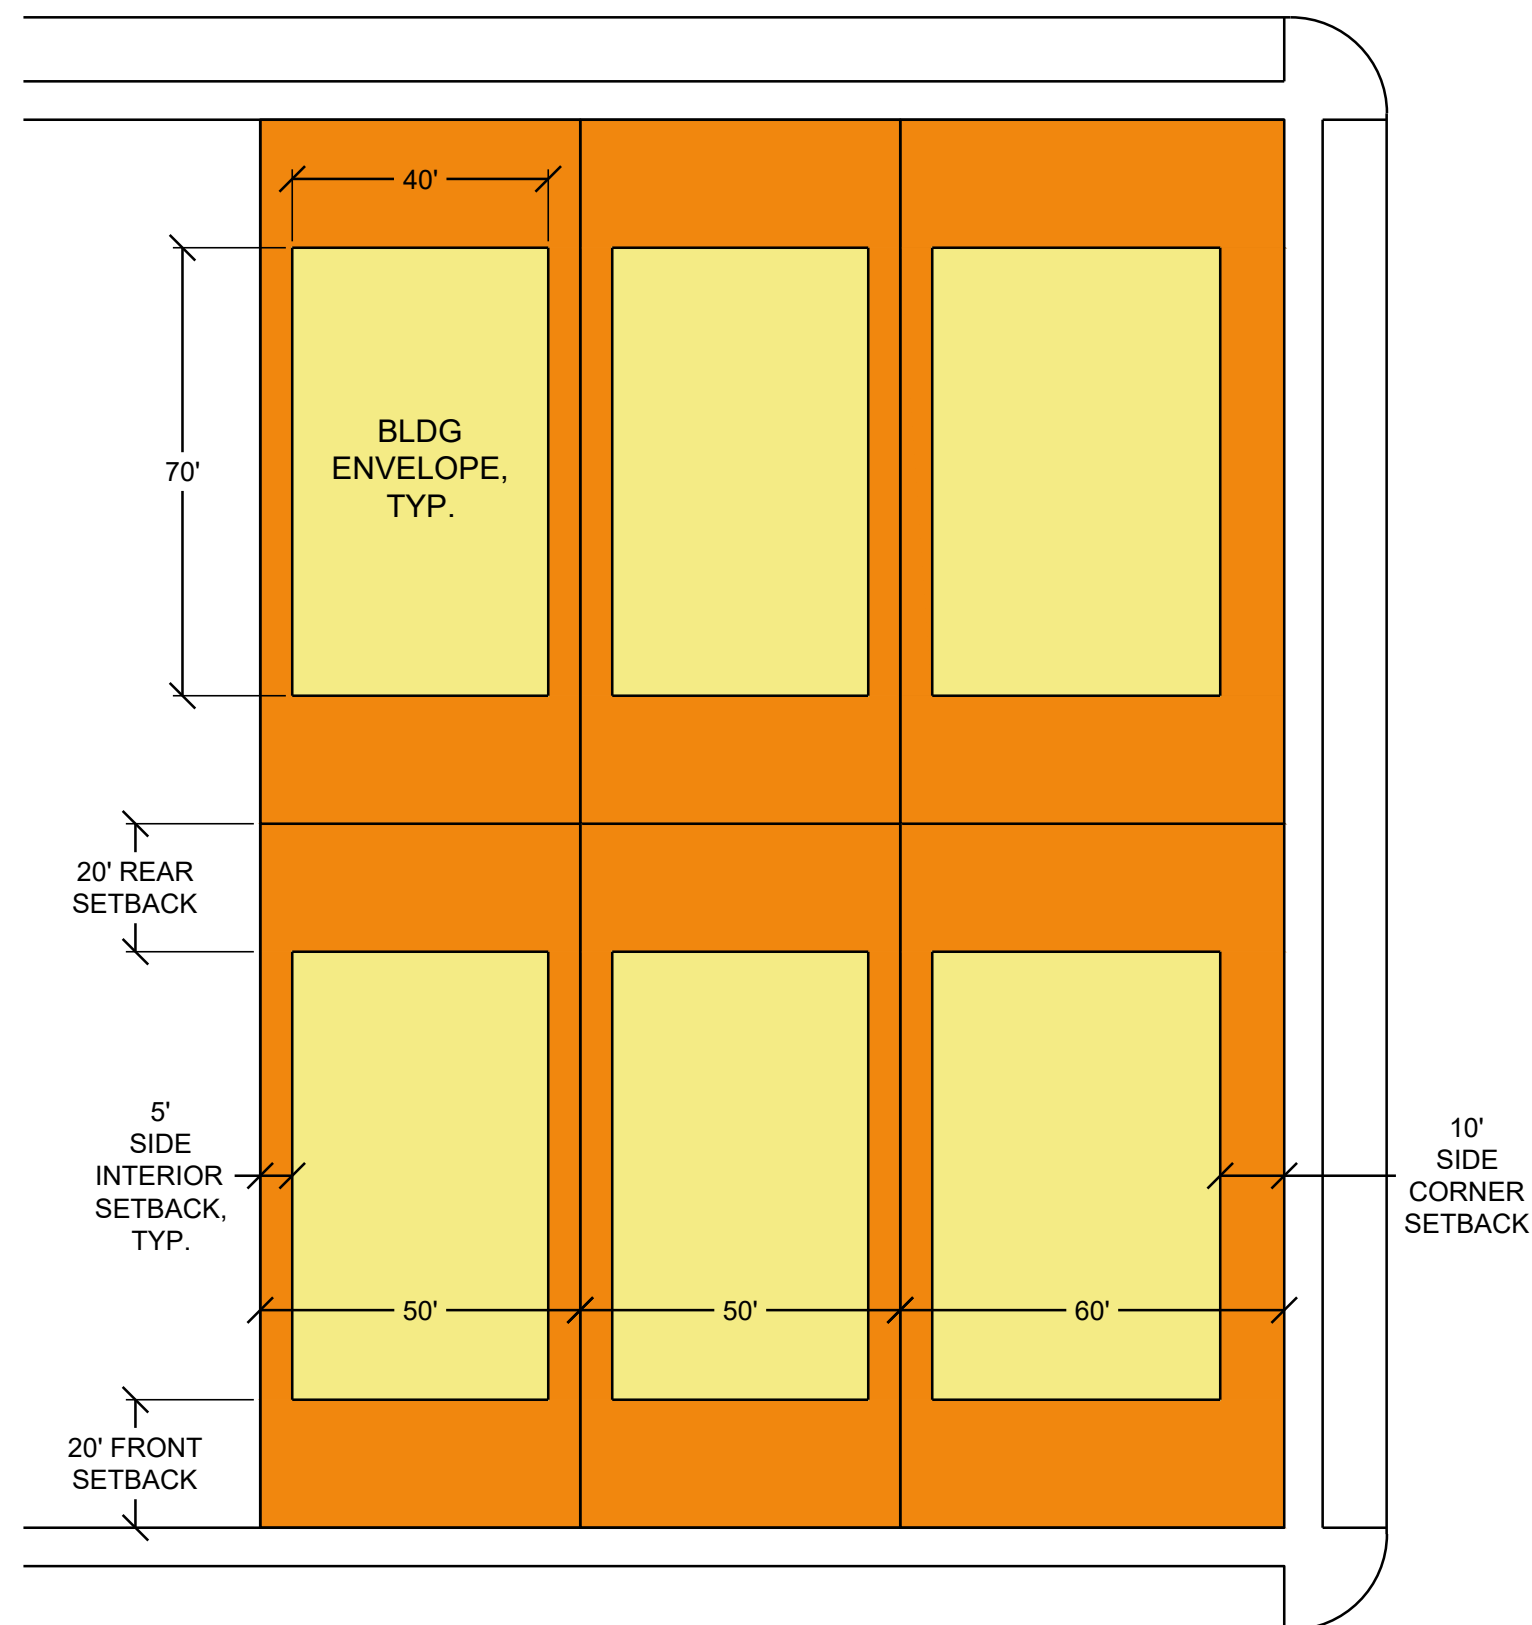 40'
BLDG
ENVELOPE,
TYP.
70'
20' REAR
SETBACK
5'
SIDE
INTERIOR
SETBACK,
TYP.
10'
SIDE
CORNER
SETBACK
50'
50'
60'
20' FRONT
SETBACK